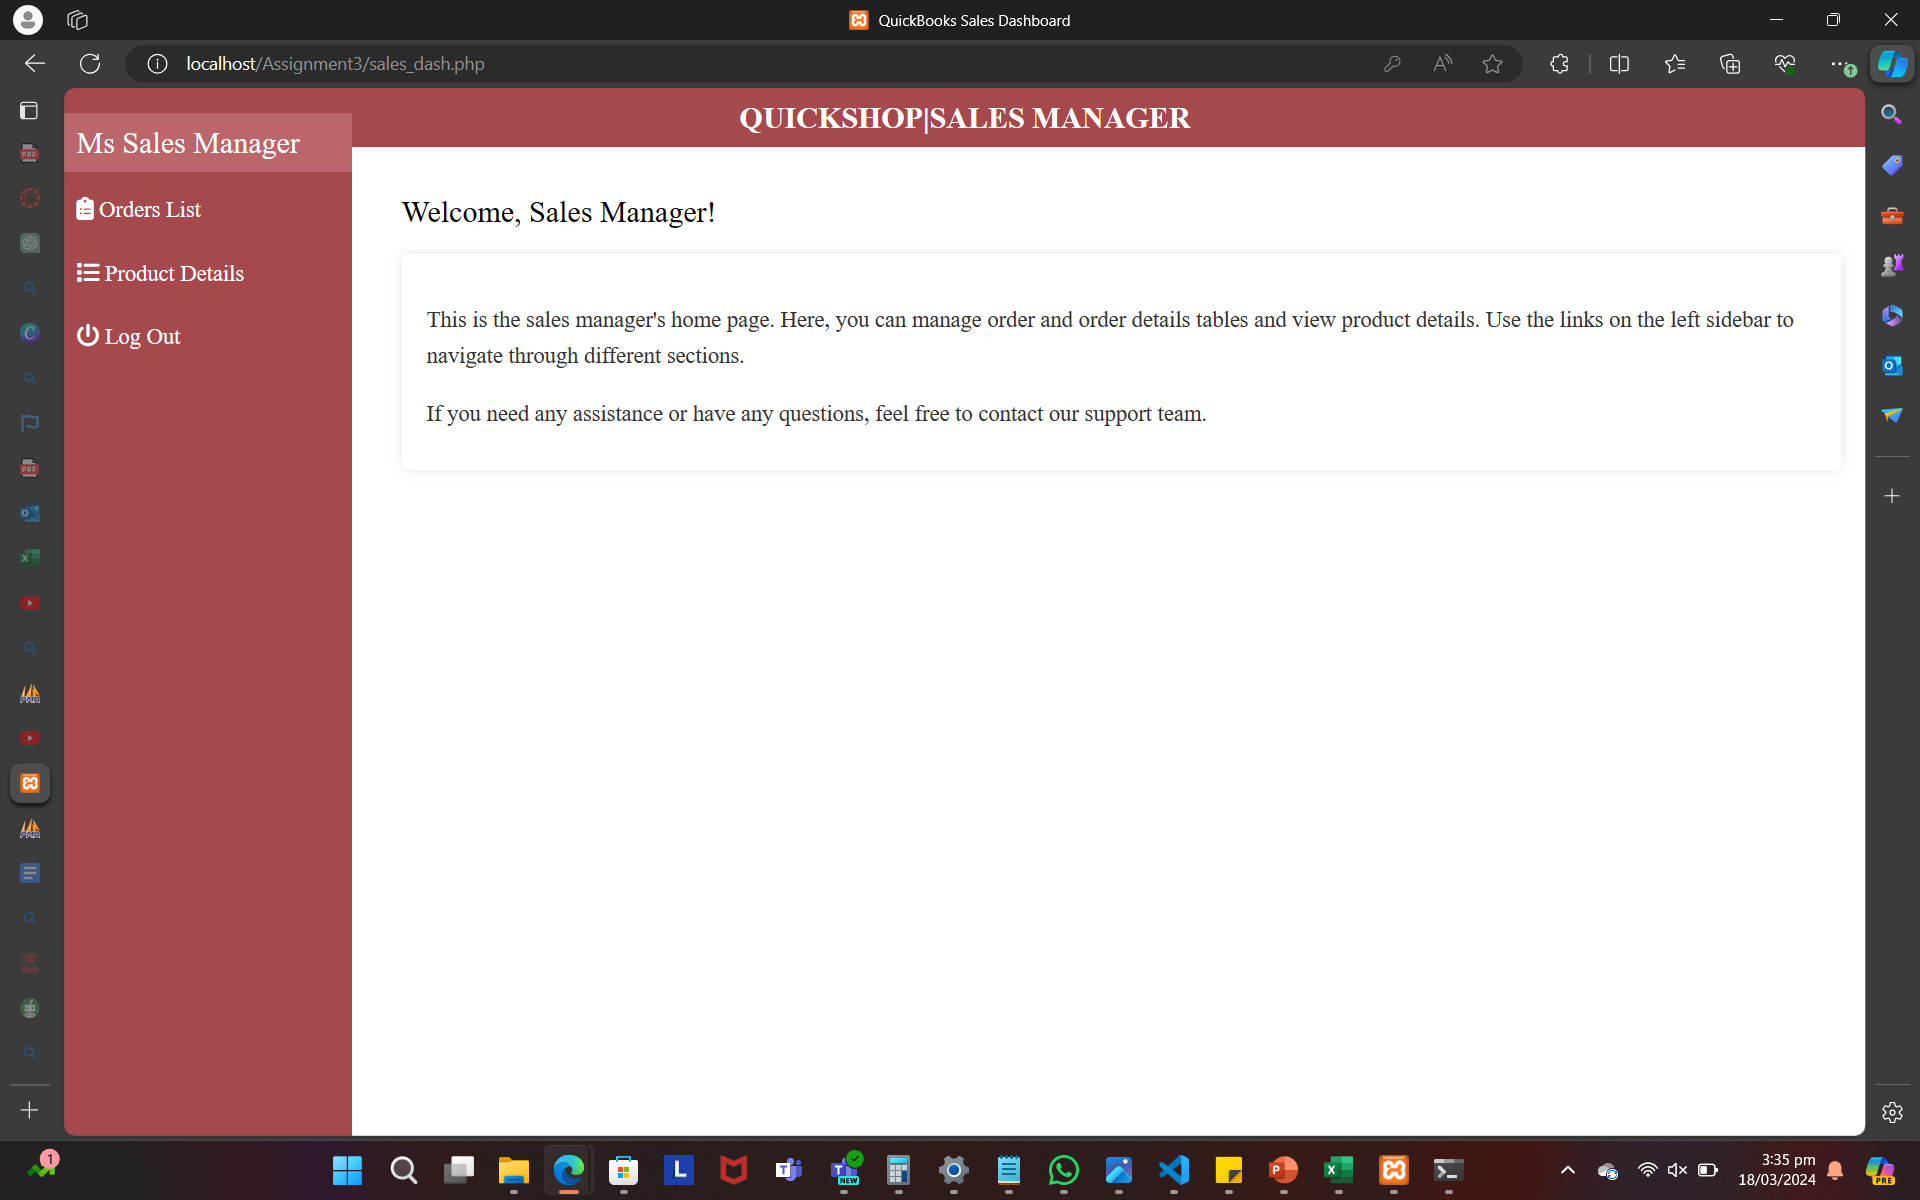 QuickBooks Sales Dashboard
localhost/Assignment3/sales_dash.php
QUICKSHOP|SALES MANAGER
Ms Sales Manager
Orders List
Product Details
Log Out
Welcome, Sales Manager!
This is the sales manager's home page. Here, you can manage order and order details tables and view product details. Use the links on the left sidebar to
navigate through different sections.
If you need any assistance or have any questions, feel free to contact our support team.
1
L
NEW
3:35 pm
18/03/2024
PRE